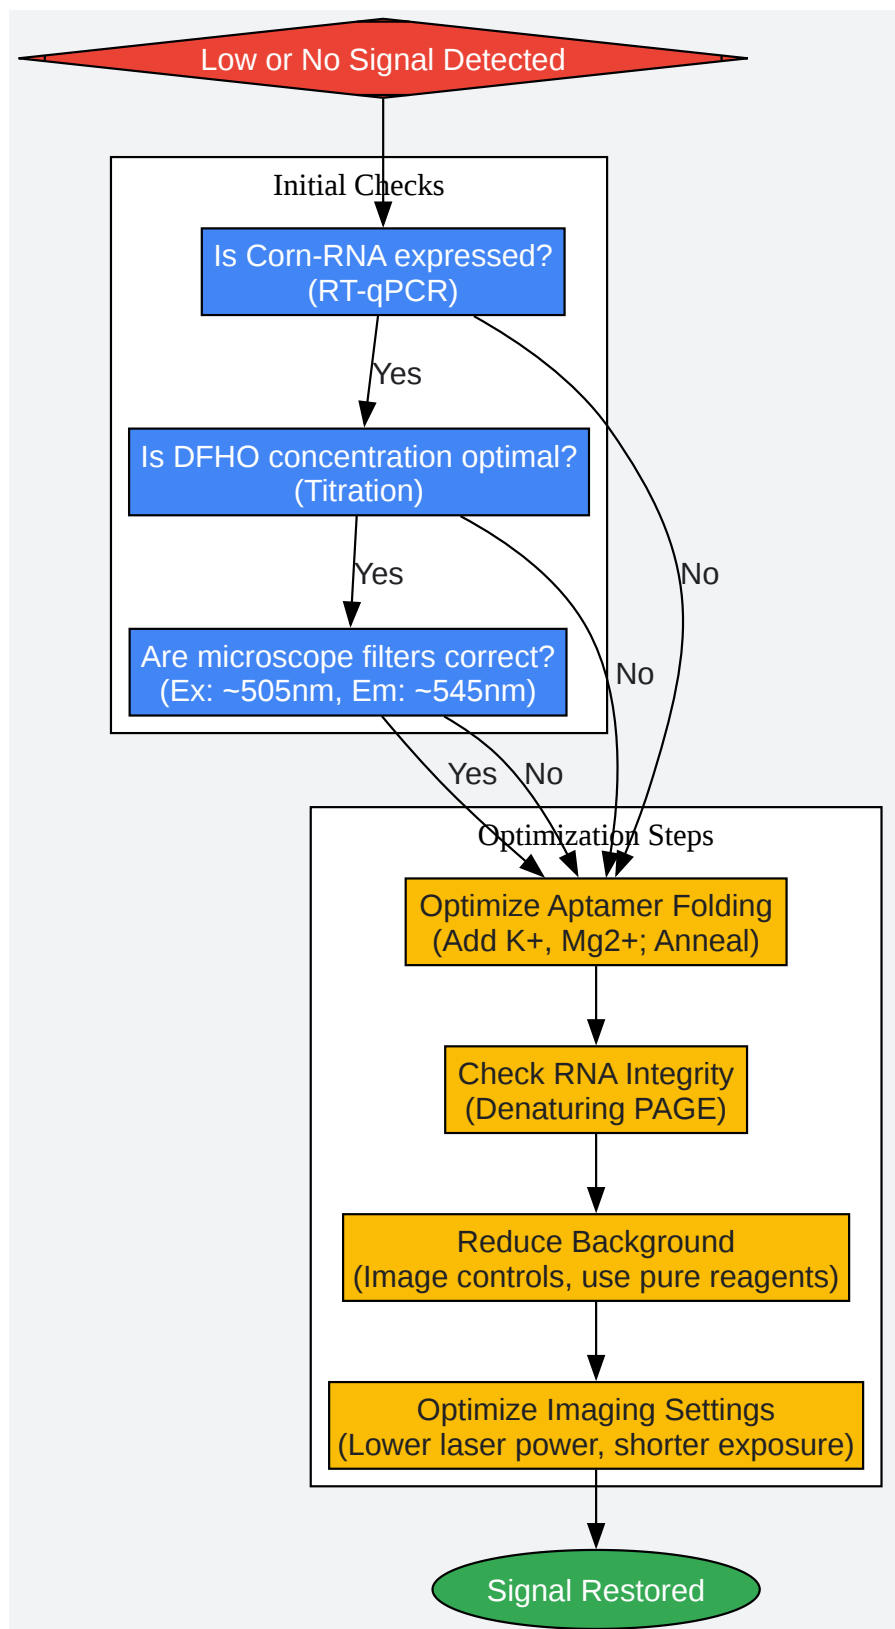 Low or No Signal Detected
Initial Checks
Is Corn-RNA expressed?
(RT-qPCR)
Yes
Is DFHO concentration optimal?
(Titration)
Yes
No
Are microscope filters correct?
(Ex: ~505nm, Em: ~545nm)
No
Yes
No
Optimization Steps
Optimize Aptamer Folding
(Add K+, Mg2+; Anneal)
Check RNA Integrity
(Denaturing PAGE)
Reduce Background
(Image controls, use pure reagents)
Optimize Imaging Settings
(Lower laser power, shorter exposure)
Signal Restored